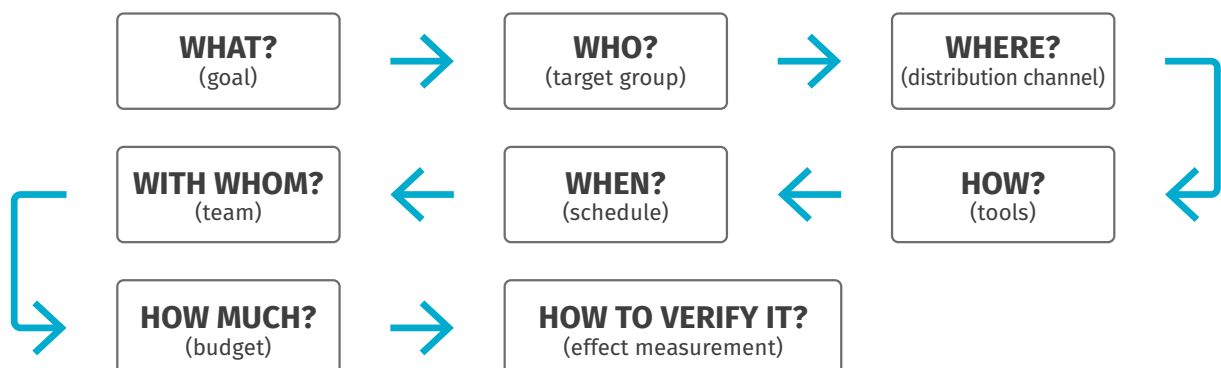 WHAT?
(goal)
WHO?
(target group)
WHERE?
(distribution channel)
HOW?
(tools)
WHEN?
(schedule)
WITH WHOM?
(team)
HOW MUCH?
(budget)
HOW TO VERIFY IT?
(effect measurement)